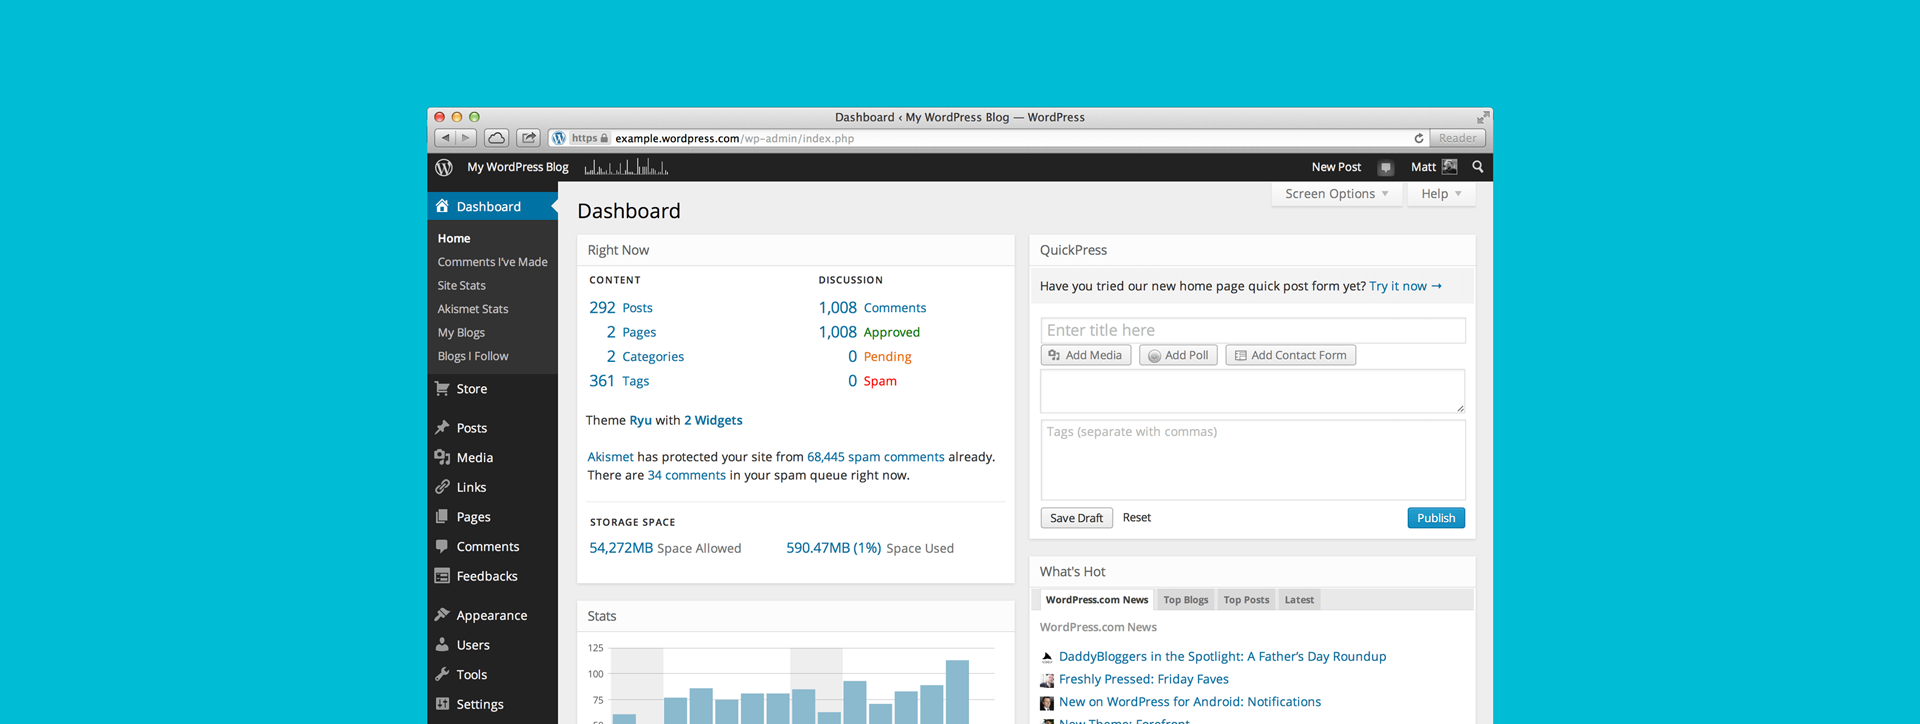 Dashboard ‹ My WordPress Blog — WordPress
https example.wordpress.com/wp-admin/index.php
Reader
My WordPress Blog
New Post
Matt
Screen Options
Help
Dashboard
Home
Comments I've Made
Site Stats
Akismet Stats
My Blogs
Blogs I Follow
Store
Posts
Media
Links
Pages
Comments
Feedbacks
Appearance
Users
Tools
Settings
Dashboard
Right Now
CONTENT
292 Posts
2 Pages
2 Categories
361 Tags
DISCUSSION
1,008 Comments
1,008 Approved
0 Pending
0 Spam
Theme Ryu with 2 Widgets
Akismet has protected your site from 68,445 spam comments already.
There are 34 comments in your spam queue right now.
STORAGE SPACE
54,272MB Space Allowed
590.47MB (1%) Space Used
Stats
125
100
75
50
QuickPress
Have you tried our new home page quick post form yet? Try it now →
Enter title here
Add Media
Add Poll
Add Contact Form
Tags (separate with commas)
Save Draft
Reset
Publish
What's Hot
WordPress.com News
Top Blogs
Top Posts
Latest
WordPress.com News
DaddyBloggers in the Spotlight: A Father's Day Roundup
Freshly Pressed: Friday Faves
New on WordPress for Android: Notifications
New Theme: Forefront